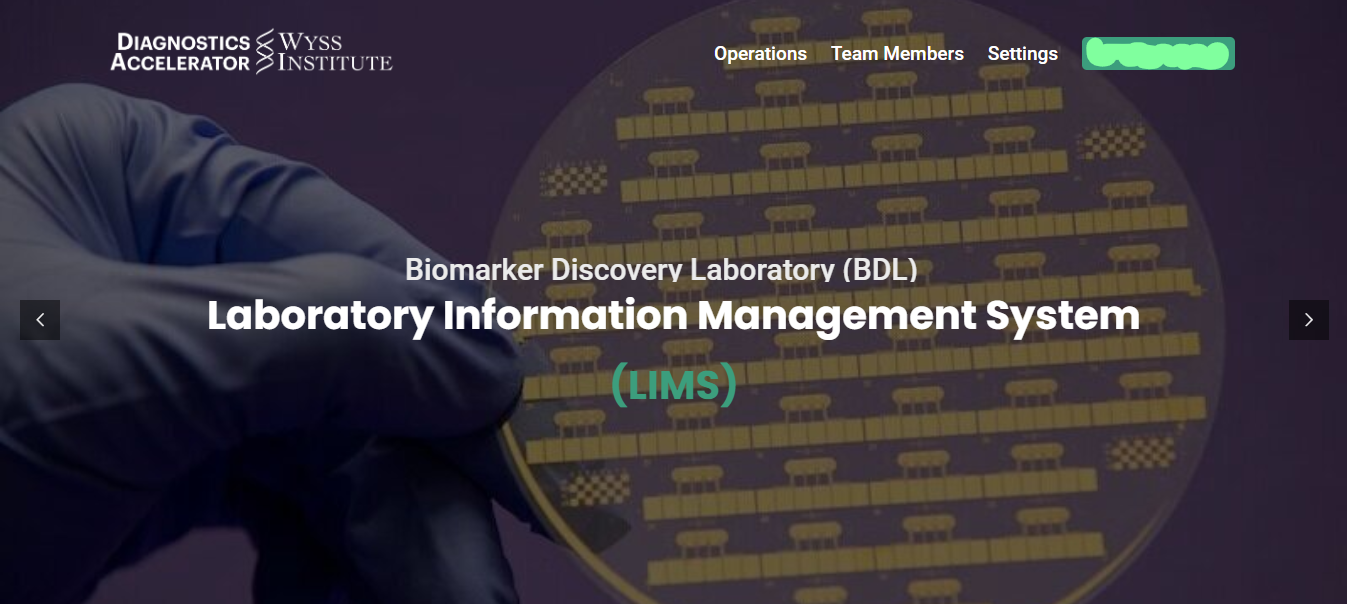 DIAGNOSTICS ACCELERATOR
WYSS INSTITUTE
Operations Team Members Settings
Biomarker Discovery Laboratory (BDL)
Laboratory Information Management System
(LIMS)